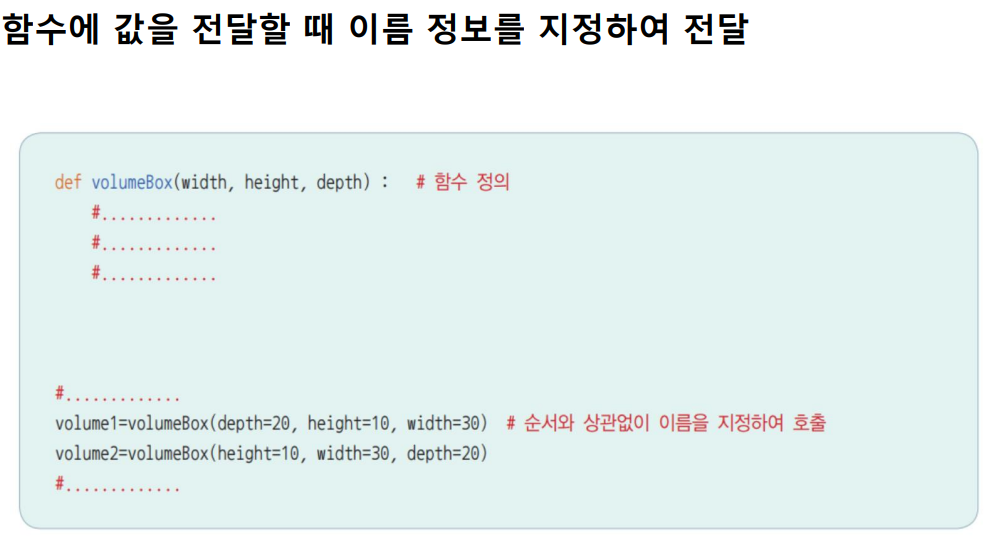 함수에 값을 전달할 때 이름 정보를 지정하여 전달
def volumeBox(width, height, depth) :   # 함수 정의
    #.............
    #.............
    #.............
#.............
volume1=volumeBox(depth=20, height=10, width=30)  # 순서와 상관없이 이름을 지정하여 호출
volume2=volumeBox(height=10, width=30, depth=20)
#.............